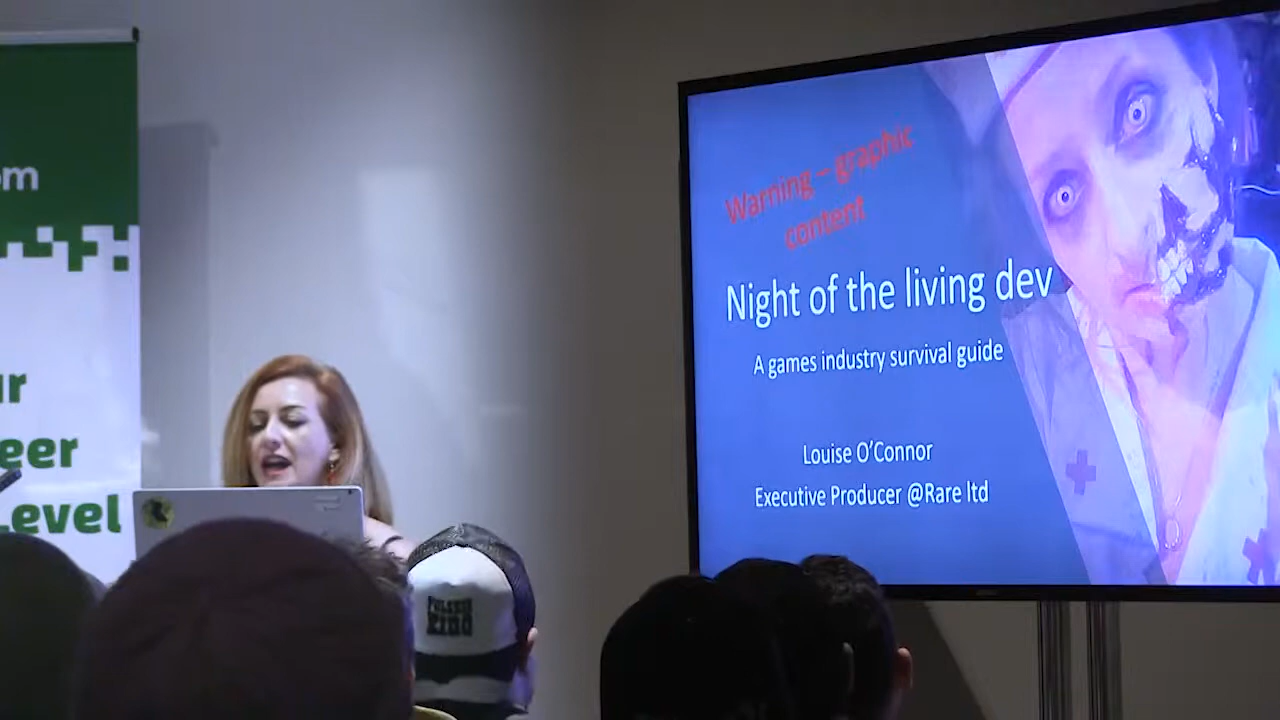 om
ur
eer
Level
KING
Warning – graphic
content
Night of the living dev
A games industry survival guide
Louise O'Connor
Executive Producer @Rare ltd